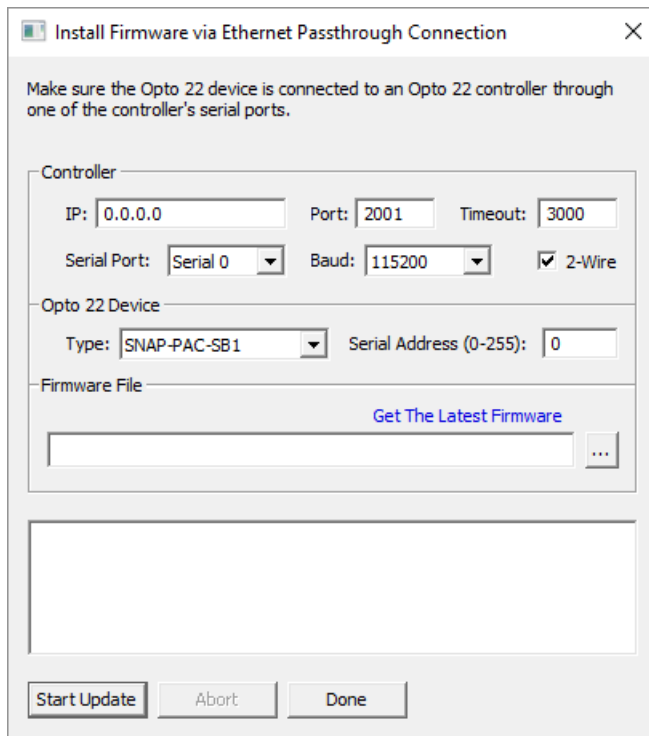 Install Firmware via Ethernet Passthrough Connection
Make sure the Opto 22 device is connected to an Opto 22 controller through
one of the controller's serial ports.
Controller
IP: 0.0.0.0 Port: 2001 Timeout: 3000
Serial Port: Serial 0 Baud: 115200 2-Wire
Opto 22 Device
Type: SNAP-PAC-SB1 Serial Address (0-255): 0
Firmware File
Get The Latest Firmware
...
Start Update Abort Done